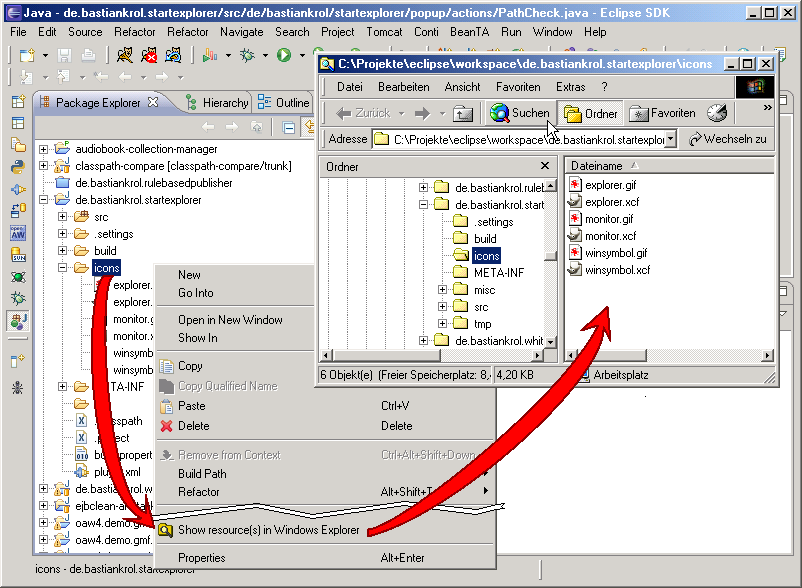 Java - de.bastiankrol.startexplorer/src/de/bastiankrol/startexplorer/popup/actions/PathCheck.java - Eclipse SDK
File Edit Source Refactor Refactor Navigate Search Project Tomcat Conti BeanTA Run Window Help
C:\Projekte\eclipse\workspace\de.bastiankrol.startexplorer\icons
Datei Bearbeiten Ansicht Favoriten Extras ?
Zurück Suchen Ordner Favoriten
Adresse C:\Projekte\eclipse\workspace\de.bastiankrol.startexplor Wechseln zu
Ordner
de.bastiankrol.ruleb
de.bastiankrol.start
.settings
build
icons
META-INF
misc
src
tmp
de.bastiankrol.whit
Dateiname
explorer.gif
explorer.xcf
monitor.gif
monitor.xcf
winsymbol.gif
winsymbol.xcf
6 Objekt(e) (Freier Speicherplatz: 8, 4,20 KB Arbeitsplatz
Package Explorer Hierarchy Outline
audiobook-collection-manager
classpath-compare [classpath-compare/trunk]
de.bastiankrol.rulebasedpublisher
de.bastiankrol.startexplorer
src
.settings
build
icons
explorer.
explorer.
monitor.g
monitor.x
winsymb
winsymb
TA-INF
.xml
de.basti
ejbclean-
oaw4.demo.gmf.
oaw4.demo.gmf.
New
Go Into
Open in New Window
Show In
Copy
Copy Qualified Name
Paste Ctrl+V
Delete Delete
Remove from Context Ctrl+Alt+Shift+Down
Build Path
Refactor Alt+Shift+T
Show resource(s) in Windows Explorer
Properties Alt+Enter
icons - de.bastiankrol.startexplorer